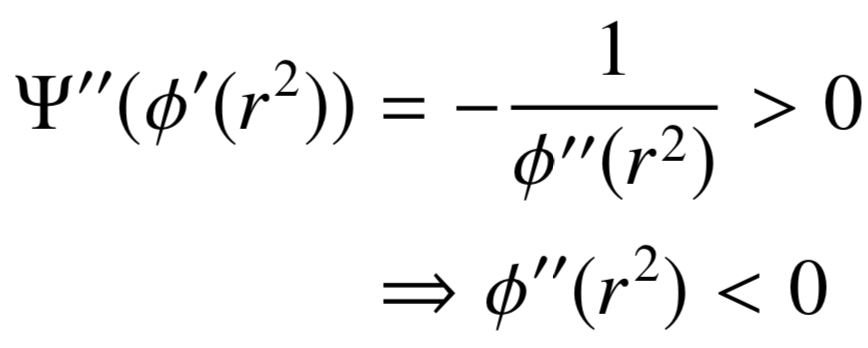 Ψ″(ϕ′(r²)) = −1/ϕ″(r²) > 0
⟹ ϕ″(r²) < 0